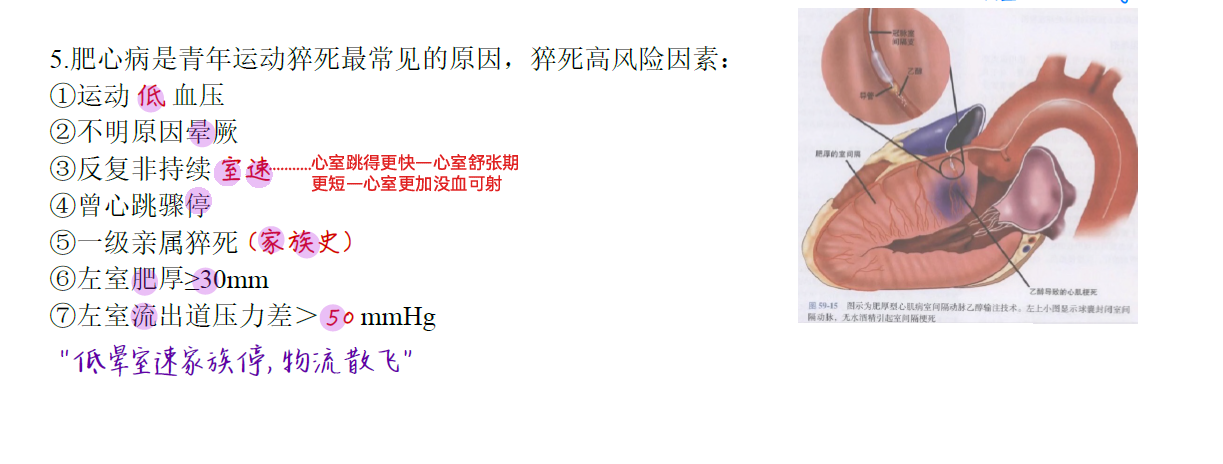 5.肥心病是青年运动猝死最常见的原因，猝死高风险因素：
①运动低血压
②不明原因晕厥
③反复非持续室速
心室跳得更快—心室舒张期
更短—心室更加没血可射
④曾心跳骤停
⑤一级亲属猝死(家族史)
⑥左室肥厚≥30mm
⑦左室流出道压力差＞50 mmHg
"低晕室速家族停,物流散飞"
冠脉室
间隔支
乙醇
导管
肥厚的室间隔
乙醇导致的心肌梗死
图 59-15 图示为肥厚型心肌病室间隔动脉乙醇输注技术。左上小图显示球囊封闭室间
隔动脉，无水酒精引起室间隔梗死